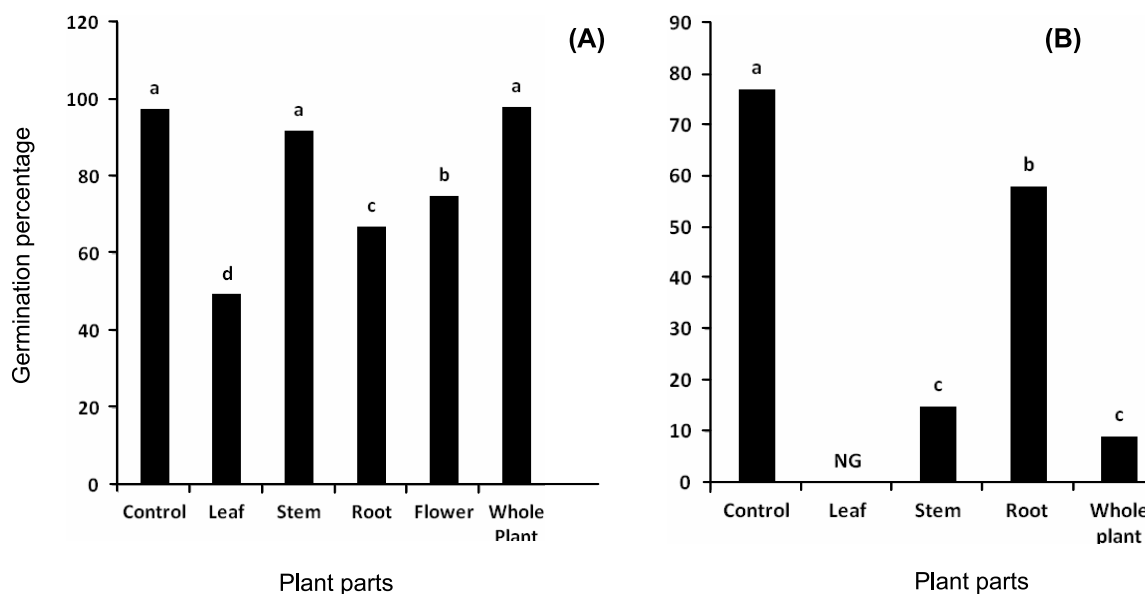 (A)
Germination percentage
120
100
80
60
40
20
0
a
d
a
c
b
a
Control Leaf Stem Root Flower Whole
Plant
Plant parts
(B)
90
80
70
60
50
40
30
20
10
0
a
NG
c
b
c
Control Leaf Stem Root Whole
plant
Plant parts